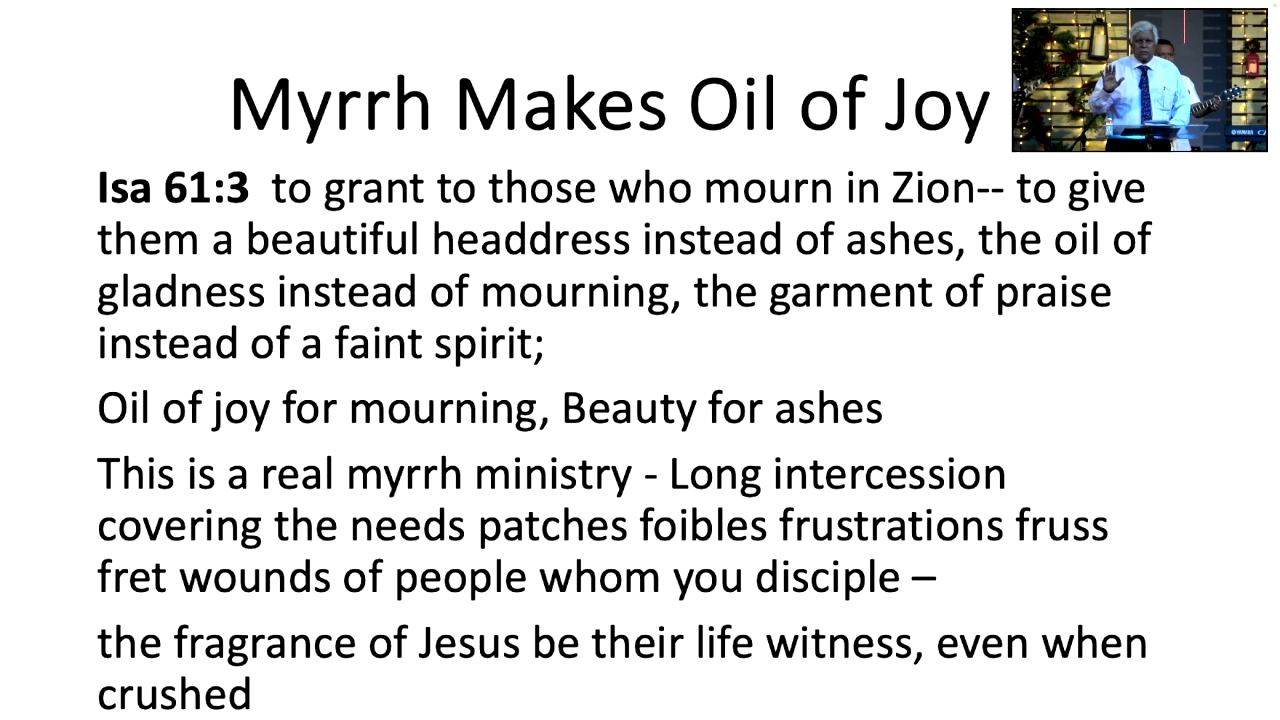 Myrrh Makes Oil of Joy
Isa 61:3 to grant to those who mourn in Zion-- to give
them a beautiful headdress instead of ashes, the oil of
gladness instead of mourning, the garment of praise
instead of a faint spirit;
Oil of joy for mourning, Beauty for ashes
This is a real myrrh ministry - Long intercession
covering the needs patches foibles frustrations fruss
fret wounds of people whom you disciple –
the fragrance of Jesus be their life witness, even when
crushed
YAMAHA